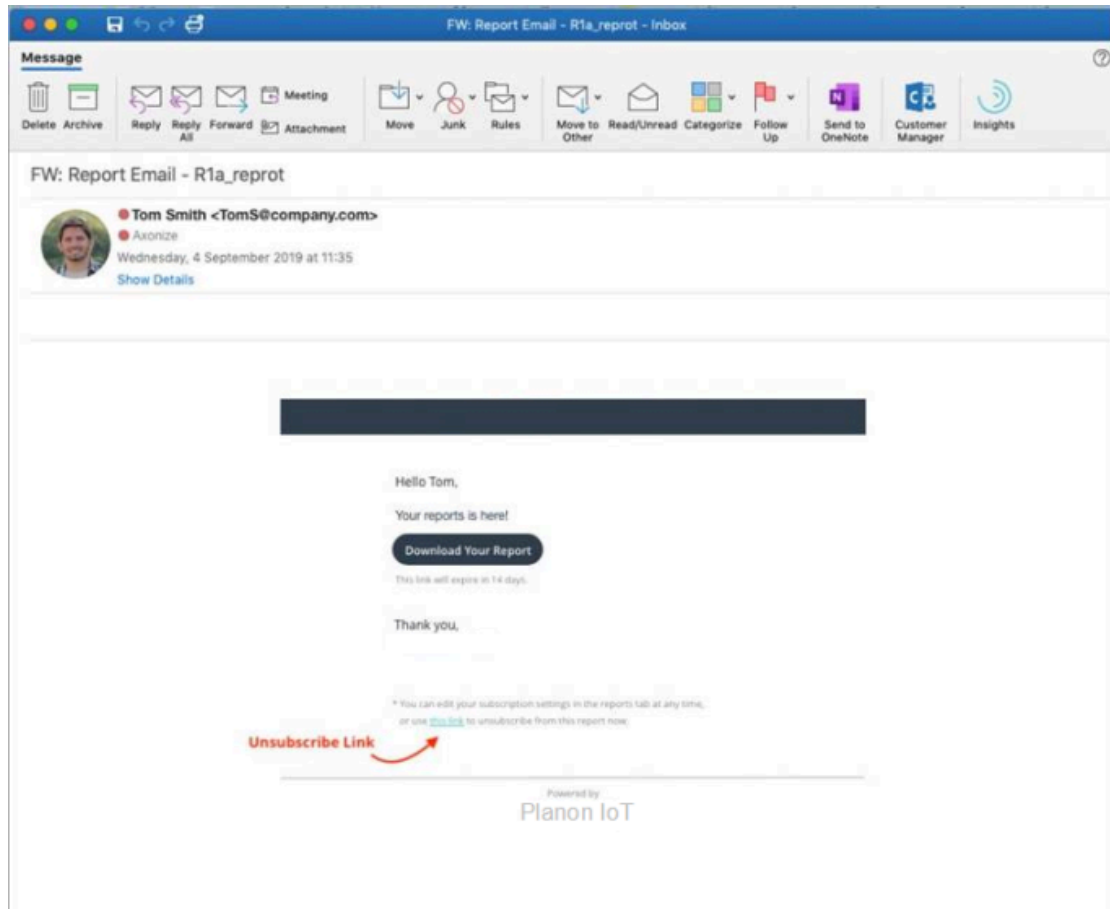 FW: Report Email - R1a_reprot - Inbox
Message
Delete Archive Reply Reply All Forward Meeting Attachment Move Junk Rules Move to Other Read/Unread Categorize Follow Up Send to OneNote Customer Manager Insights
FW: Report Email - R1a_reprot
Tom Smith <TomS@company.com>
Axonize
Wednesday, 4 September 2019 at 11:35
Show Details
Hello Tom,
Your reports is here!
Download Your Report
This link will expire in 14 days.
Thank you,
* You can edit your subscription settings in the reports tab at any time,
or use this link to unsubscribe from this report now.
Unsubscribe Link
Powered by
Planon IoT